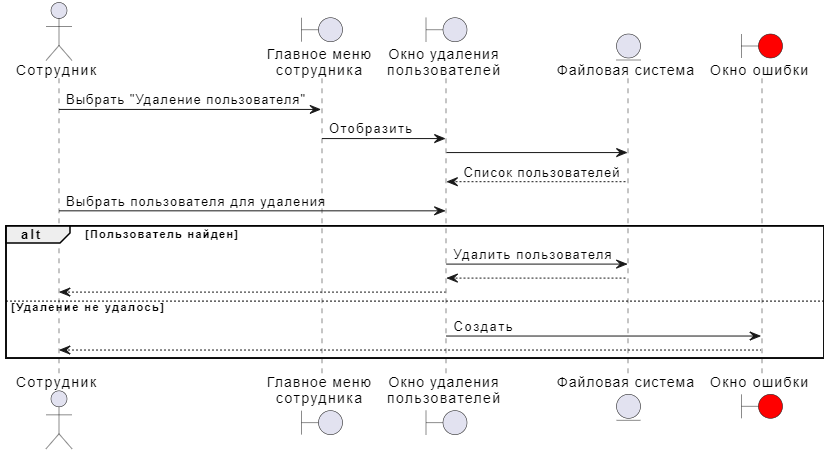 Главное меню
сотрудника
Окно удаления
пользователей
Сотрудник
Файловая система
Окно ошибки
Выбрать "Удаление пользователя"
Отобразить
Список пользователей
Выбрать пользователя для удаления
alt
[Пользователь найден]
Удалить пользователя
[Удаление не удалось]
Создать
Сотрудник
Главное меню
сотрудника
Окно удаления
пользователей
Файловая система
Окно ошибки